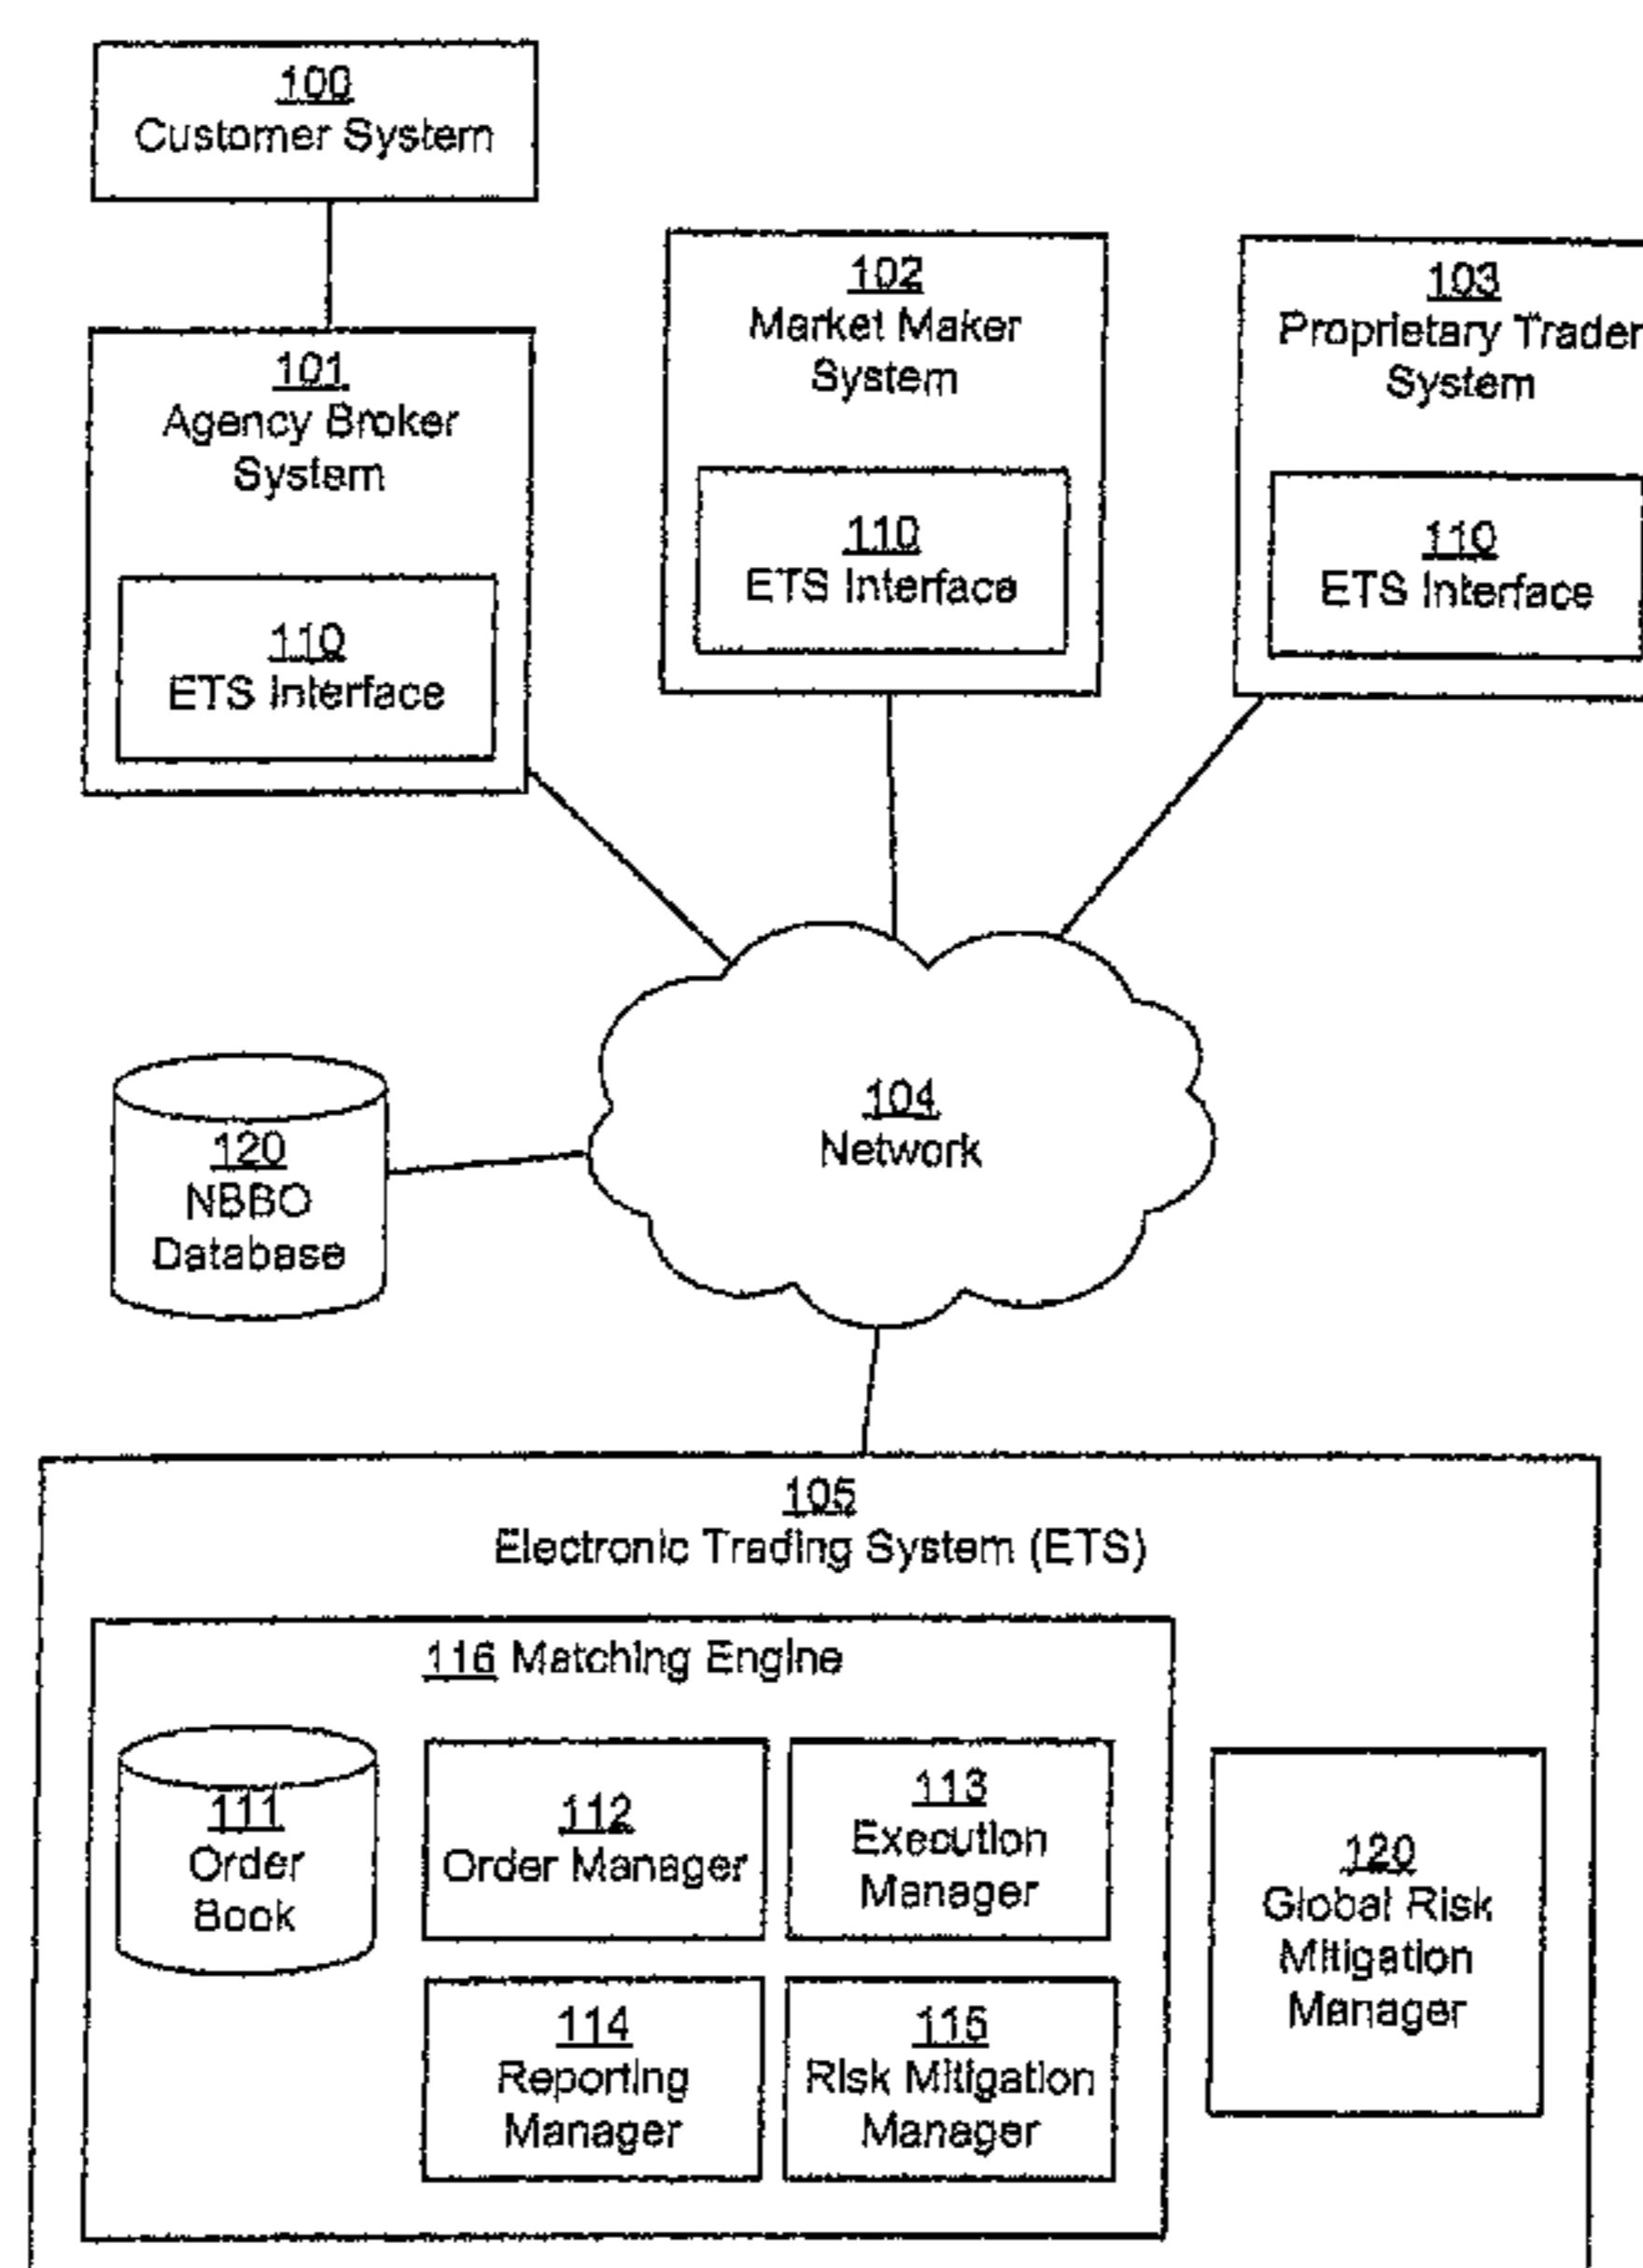 100
Customer System
101
Agency Broker
System
110
ETS Interface
102
Market Maker
System
110
ETS Interface
103
Proprietary Trader
System
110
ETS Interface
104
Network
120
NBBO
Database
105
Electronic Trading System (ETS)
116 Matching Engine
111
Order
Book
112
Order Manager
113
Execution
Manager
114
Reporting
Manager
115
Risk Mitigation
Manager
120
Global Risk
Mitigation
Manager